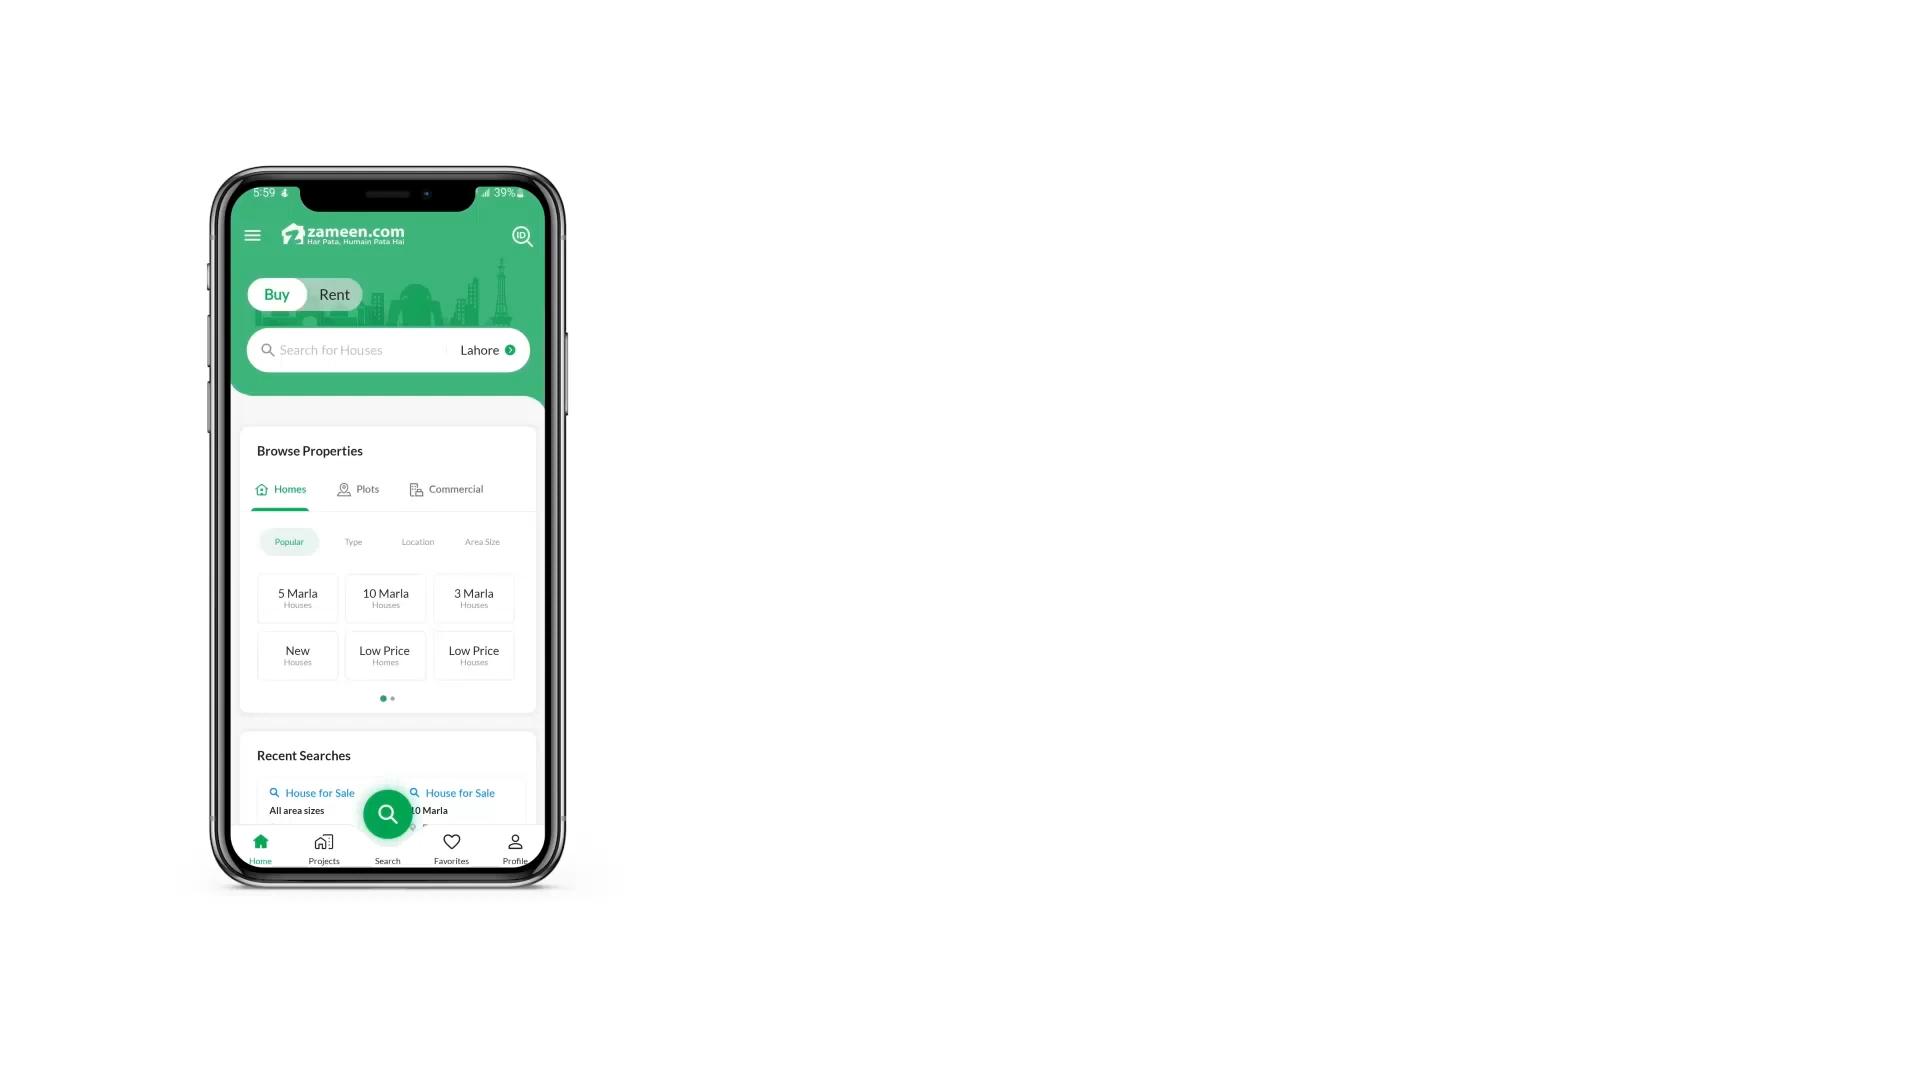 5:59 39%
zameen.com
Har Pata, Humain Pata Hai
ID
Buy Rent
Search for Houses Lahore
Browse Properties
Homes Plots Commercial
Popular Type Location Area Size
5 Marla 10 Marla 3 Marla
Houses Houses Houses
New Low Price Low Price
Houses Homes Houses
Recent Searches
House for Sale House for Sale
All area sizes 10 Marla
Home Projects Search Favorites Profile